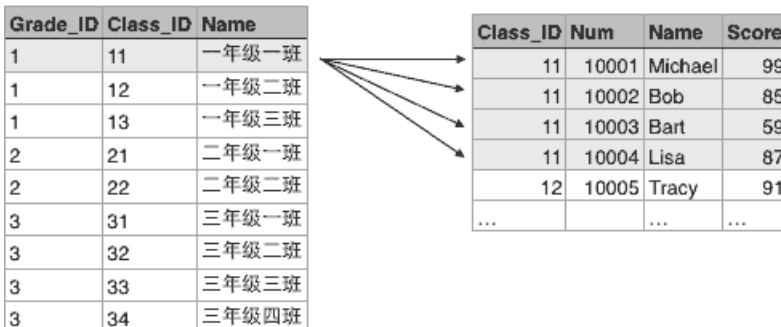 Grade_ID Class_ID Name
1 11 一年级一班
1 12 一年级二班
1 13 一年级三班
2 21 二年级一班
2 22 二年级二班
3 31 三年级一班
3 32 三年级二班
3 33 三年级三班
3 34 三年级四班
Class_ID Num Name Score
11 10001 Michael 99
11 10002 Bob 85
11 10003 Bart 59
11 10004 Lisa 87
12 10005 Tracy 91
... ... ...